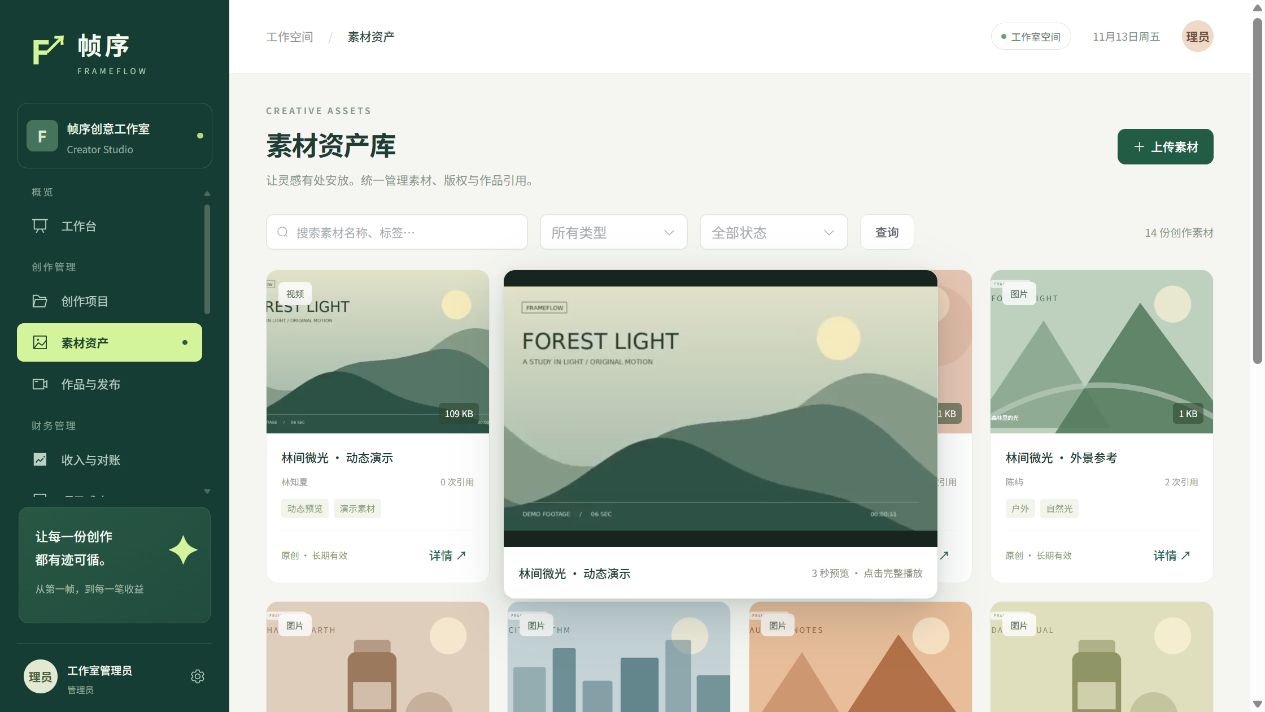 帧序
FRAMEFLOW
F
帧序创意工作室
Creator Studio
概览
工作台
创作管理
创作项目
素材资产
作品与发布
财务管理
收入与对账
让每一份创作
都有迹可循。
从第一帧，到每一笔收益
理员
工作室管理员
管理员
工作空间 / 素材资产
工作室空间
11月13日周五
理员
CREATIVE ASSETS
素材资产库
让灵感有处安放。统一管理素材、版权与作品引用。
上传素材
搜索素材名称、标签…
所有类型
全部状态
查询
14 份创作素材
视频
REST LIGHT
N LIGHT / ORIGINAL MOTION
109 KB
林间微光 · 动态演示
林知夏
0 次引用
动态预览
演示素材
原创 · 长期有效
详情
FRAMEFLOW
FOREST LIGHT
A STUDY IN LIGHT / ORIGINAL MOTION
DEMO FOOTAGE / 06 SEC
林间微光 · 动态演示
3 秒预览 · 点击完整播放
1 KB
引用
图片
1 KB
林间微光 · 外景参考
陈屿
2 次引用
户外
自然光
原创 · 长期有效
详情
图片
图片
图片
图片